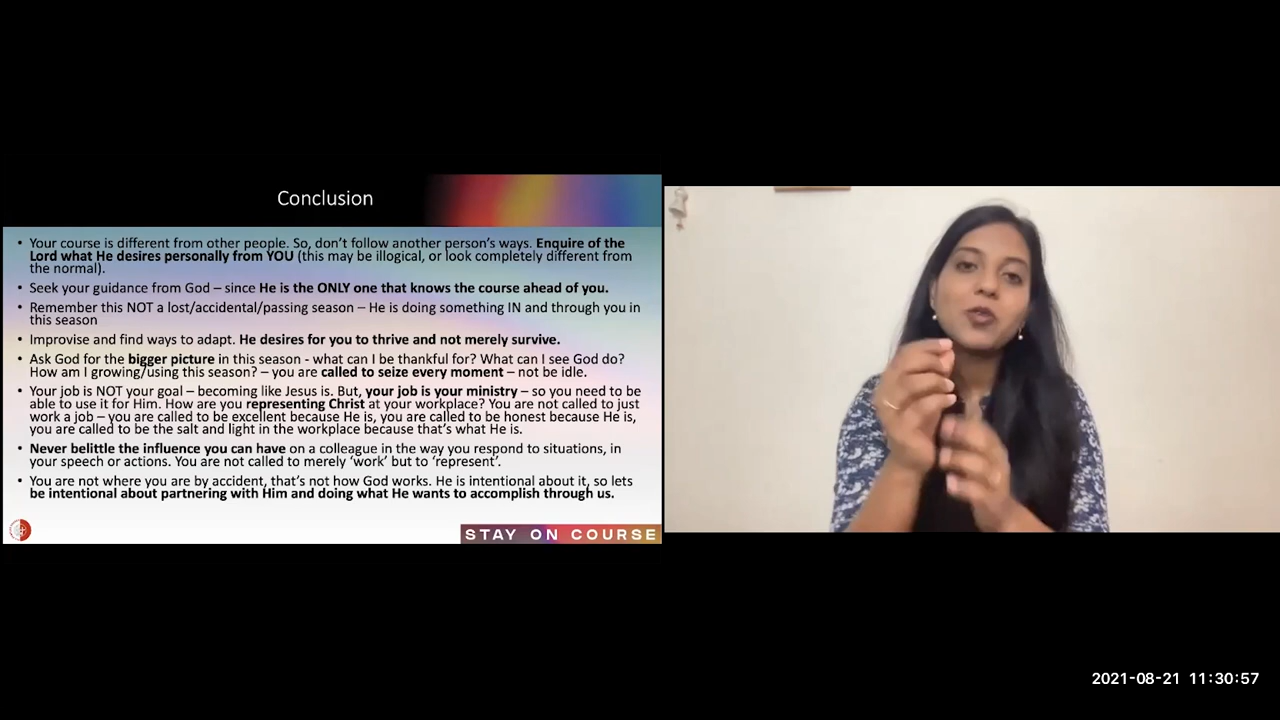 Conclusion
• Your course is different from other people. So, don't follow another person's ways. Enquire of the
Lord what He desires personally from YOU (this may be illogical, or look completely different from
the normal).
• Seek your guidance from God – since He is the ONLY one that knows the course ahead of you.
• Remember this NOT a lost/accidental/passing season – He is doing something IN and through you in
this season
• Improvise and find ways to adapt. He desires for you to thrive and not merely survive.
• Ask God for the bigger picture in this season - what can I be thankful for? What can I see God do?
How am I growing/using this season? – you are called to seize every moment – not be idle.
• Your job is NOT your goal – becoming like Jesus is. But, your job is your ministry – so you need to be
able to use it for Him. How are you representing Christ at your workplace? You are not called to just
work a job – you are called to be excellent because He is, you are called to be honest because He is,
you are called to be the salt and light in the workplace because that's what He is.
• Never belittle the influence you can have on a colleague in the way you respond to situations, in
your speech or actions. You are not called to merely 'work' but to 'represent'.
• You are not where you are by accident, that's not how God works. He is intentional about it, so lets
be intentional about partnering with Him and doing what He wants to accomplish through us.
STAY ON COURSE
2021-08-21 11:30:57